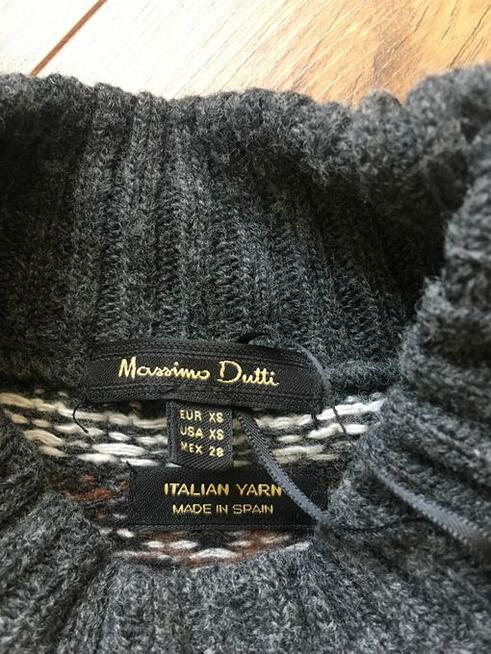 Massimo Dutti
EUR XS
USA XS
MEX 28
ITALIAN YARN
MADE IN SPAIN